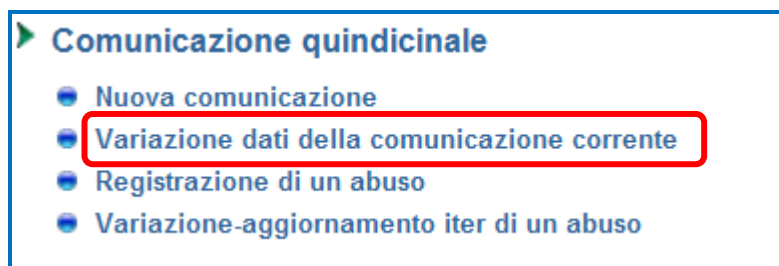 Comunicazione quindicinale
Nuova comunicazione
Variazione dati della comunicazione corrente
Registrazione di un abuso
Variazione-aggiornamento iter di un abuso